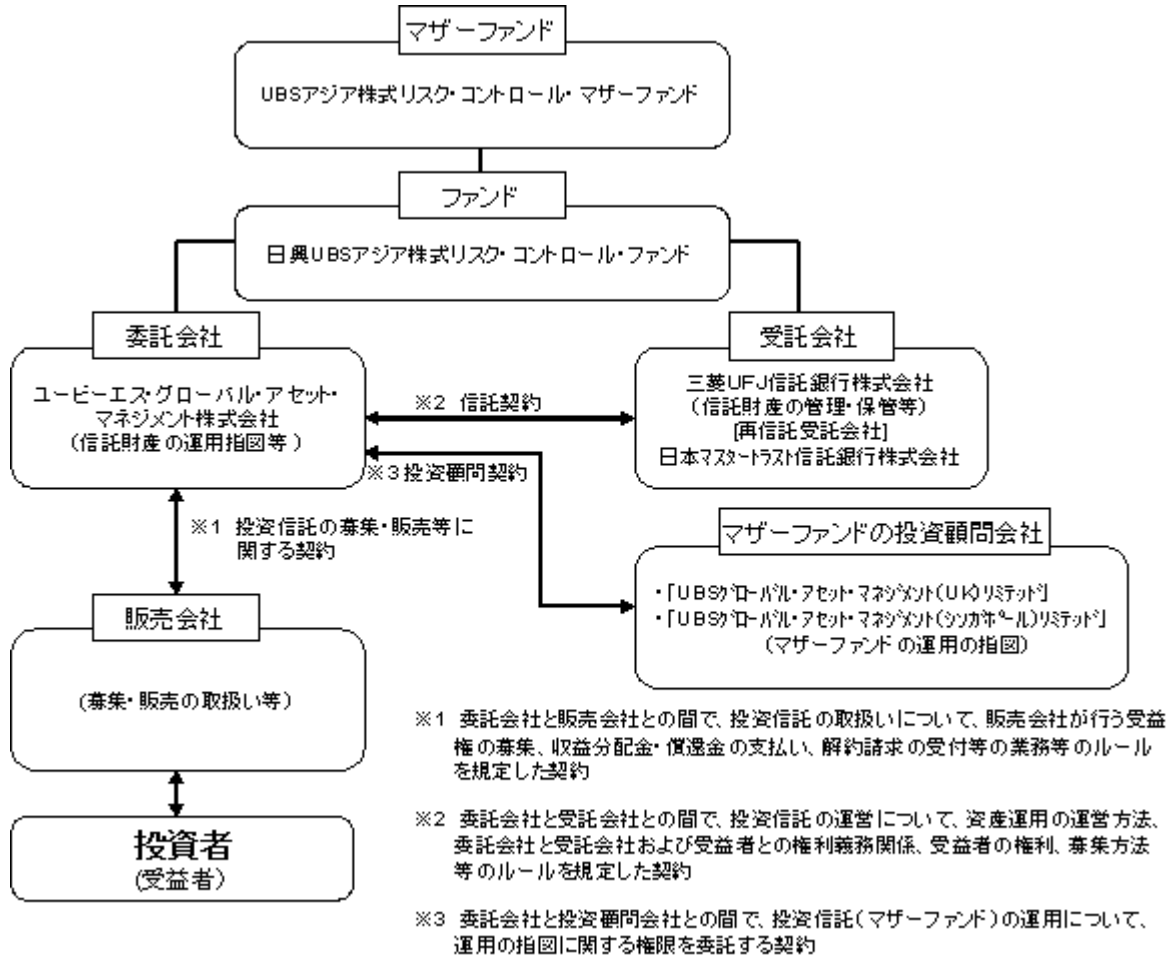 マザーファンド
UBSアジア株式リスク・コントロール・マザーファンド
ファンド
日興UBSアジア株式リスク・コントロール・ファンド
委託会社
ユービーエス・グローバル・アセット・
マネジメント株式会社
(信託財産の運用指図等)
受託会社
三菱UFJ信託銀行株式会社
(信託財産の管理・保管等)
[再信託受託会社]
日本マスタートラスト信託銀行株式会社
※2 信託契約
※3投資顧問契約
※1 投資信託の募集・販売等に
関する契約
マザーファンドの投資顧問会社
・「UBSグローバル・アセット・マネジメント(UK)リミテッド」
・「UBSグローバル・アセット・マネジメント(シンガポール)リミテッド」
(マザーファンドの運用の指図)
販売会社
(募集・販売の取扱い等)
投資者
(受益者)
※1 委託会社と販売会社との間で、投資信託の取扱いについて、販売会社が行う受益
権の募集、収益分配金・償還金の支払い、解約請求の受付等の業務等のルール
を規定した契約
※2 委託会社と受託会社との間で、投資信託の運営について、資産運用の運営方法、
委託会社と受託会社および受益者との権利義務関係、受益者の権利、募集方法
等のルールを規定した契約
※3 委託会社と投資顧問会社との間で、投資信託(マザーファンド)の運用について、
運用の指図に関する権限を委託する契約